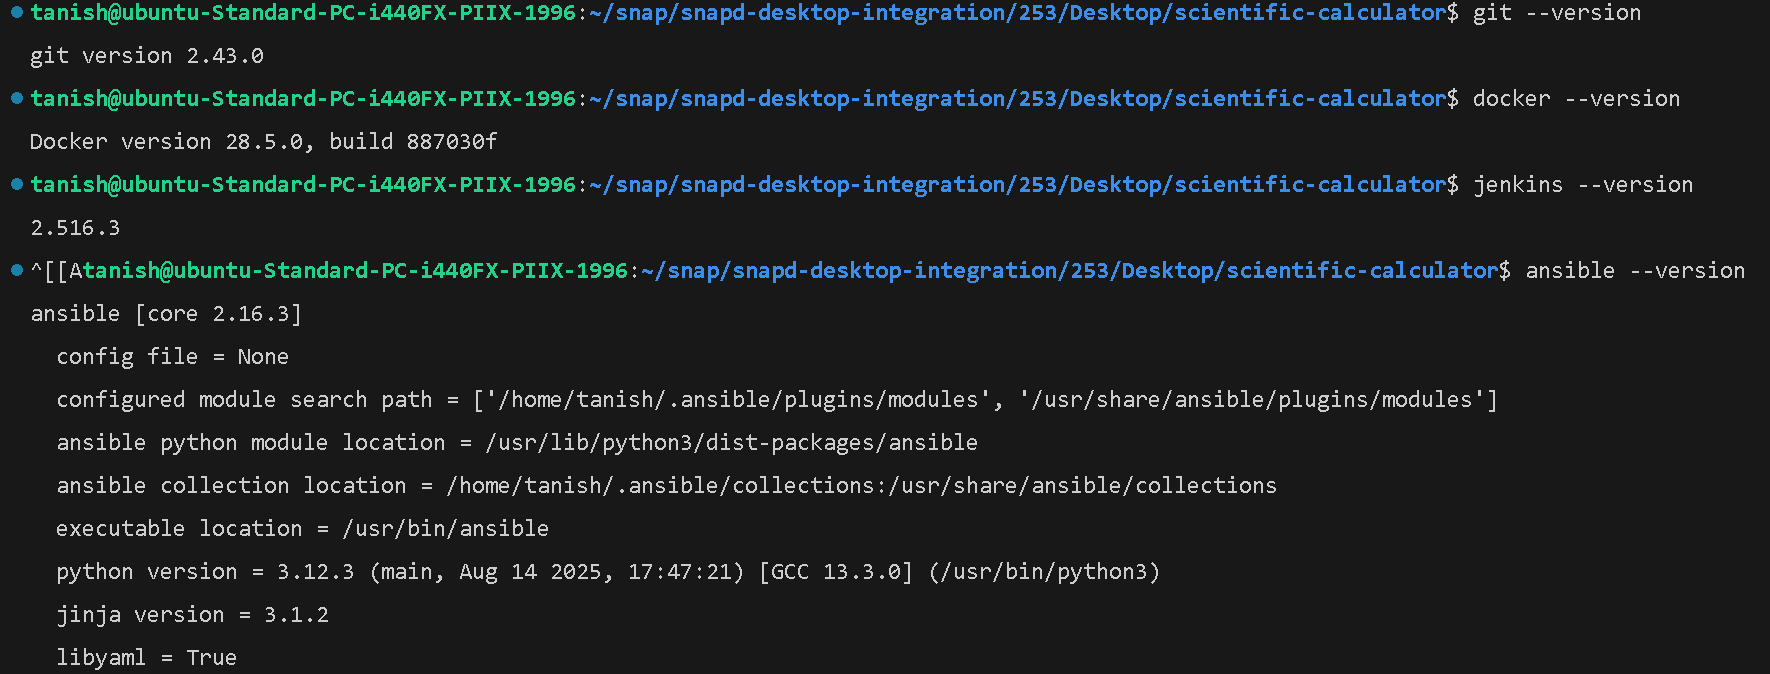 tanish@ubuntu-Standard-PC-i440FX-PIIX-1996:~/snap/snapd-desktop-integration/253/Desktop/scientific-calculator$ git --version
git version 2.43.0
tanish@ubuntu-Standard-PC-i440FX-PIIX-1996:~/snap/snapd-desktop-integration/253/Desktop/scientific-calculator$ docker --version
Docker version 28.5.0, build 887030f
tanish@ubuntu-Standard-PC-i440FX-PIIX-1996:~/snap/snapd-desktop-integration/253/Desktop/scientific-calculator$ jenkins --version
2.516.3
^[[Atanish@ubuntu-Standard-PC-i440FX-PIIX-1996:~/snap/snapd-desktop-integration/253/Desktop/scientific-calculator$ ansible --version
ansible [core 2.16.3]
  config file = None
  configured module search path = ['/home/tanish/.ansible/plugins/modules', '/usr/share/ansible/plugins/modules']
  ansible python module location = /usr/lib/python3/dist-packages/ansible
  ansible collection location = /home/tanish/.ansible/collections:/usr/share/ansible/collections
  executable location = /usr/bin/ansible
  python version = 3.12.3 (main, Aug 14 2025, 17:47:21) [GCC 13.3.0] (/usr/bin/python3)
  jinja version = 3.1.2
  libyaml = True